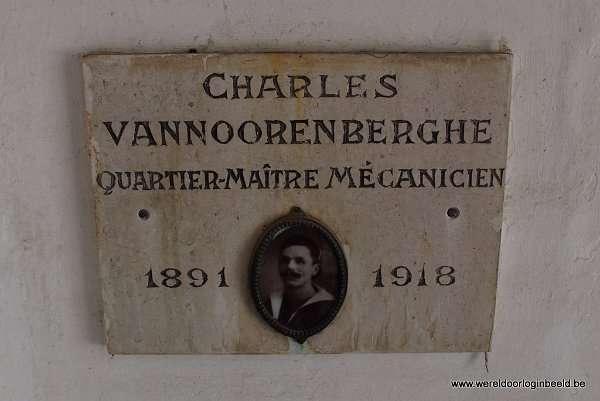 CHARLES
VANNOORENBERGHE
QUARTIER-MAÎTRE MÉCANICIEN
1891 1918
www.wereldoorloginbeeld.be